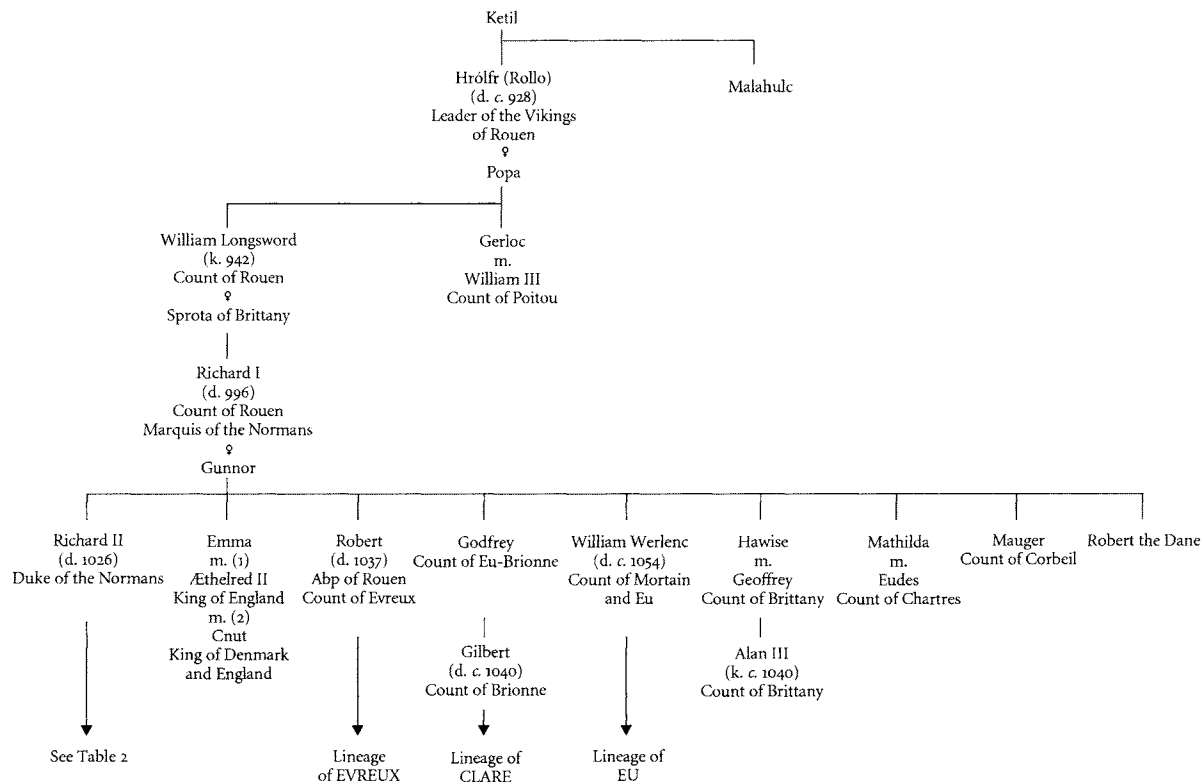 Ketil
Hrólfr (Rollo)
(d. c. 928)
Leader of the Vikings
of Rouen
♀
Popa
Malahulc
William Longsword
(k. 942)
Count of Rouen
♀
Sprota of Brittany
Gerloc
m.
William III
Count of Poitou
Richard I
(d. 996)
Count of Rouen
Marquis of the Normans
♀
Gunnor
Richard II
(d. 1026)
Duke of the Normans
Emma
m. (1)
Æthelred II
King of England
m. (2)
Cnut
King of Denmark
and England
Robert
(d. 1037)
Abp of Rouen
Count of Evreux
Godfrey
Count of Eu-Brionne
William Werlenc
(d. c. 1054)
Count of Mortain
and Eu
Hawise
m.
Geoffrey
Count of Brittany
Mathilda
m.
Eudes
Count of Chartres
Mauger
Count of Corbeil
Robert the Dane
Gilbert
(d. c. 1040)
Count of Brionne
Alan III
(k. c. 1040)
Count of Brittany
See Table 2
Lineage
of EVREUX
Lineage of
CLARE
Lineage of
EU